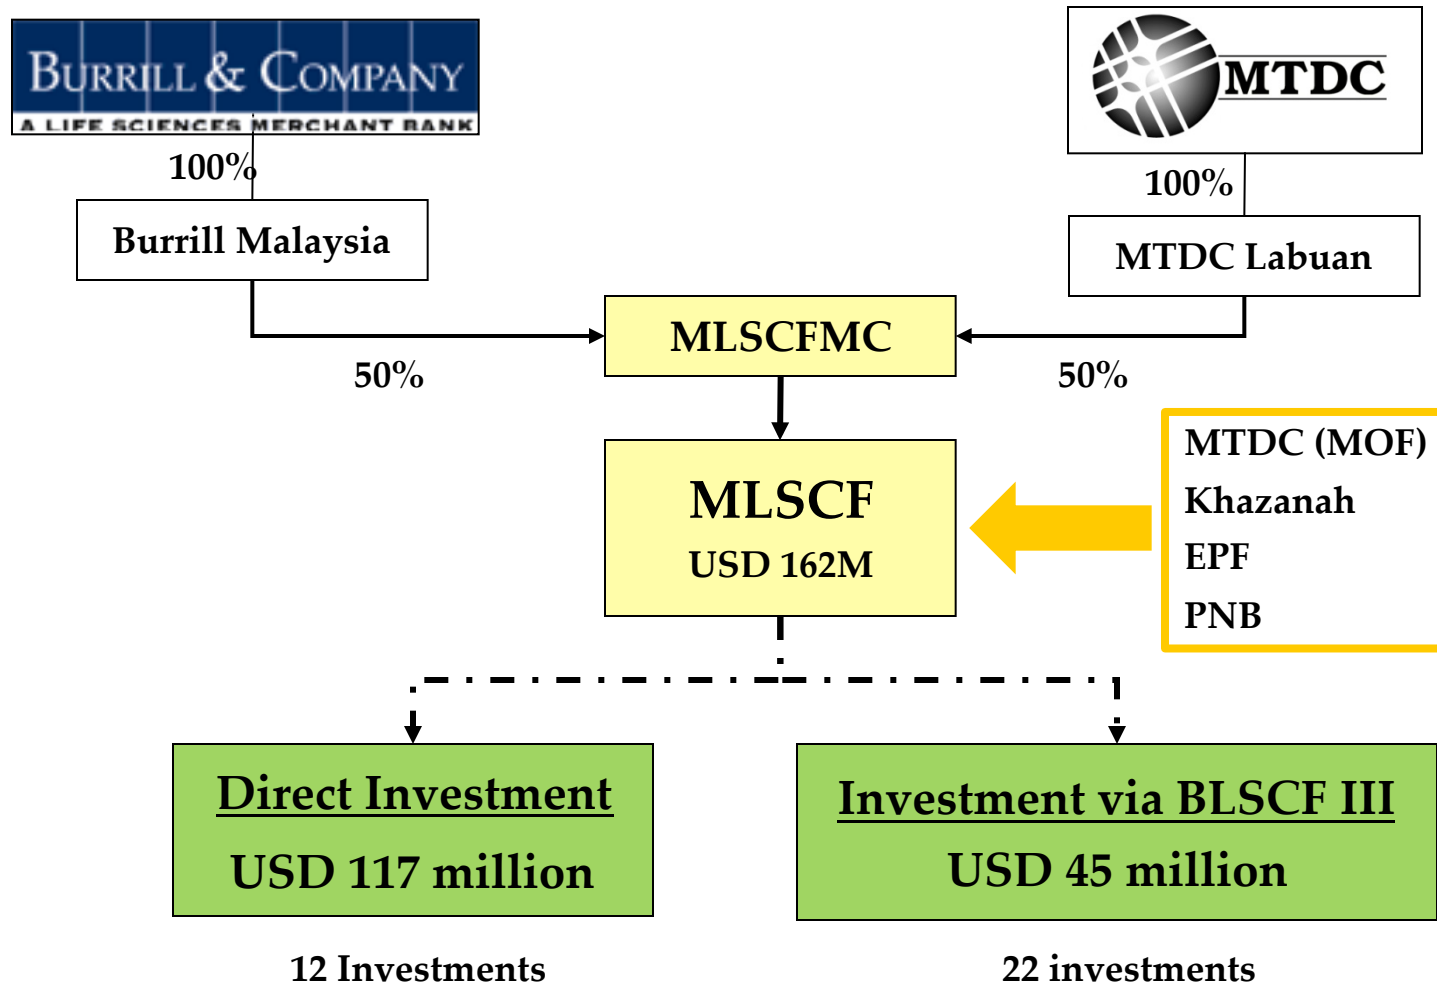 BURRILL & COMPANY
A LIFE SCIENCES MERCHANT BANK
MTDC
100%
100%
Burrill Malaysia
MTDC Labuan
MLSCFMC
50%
50%
MLSCF
USD 162M
MTDC (MOF)
Khazanah
EPF
PNB
Direct Investment
USD 117 million
Investment via BLSCF III
USD 45 million
12 Investments
22 investments